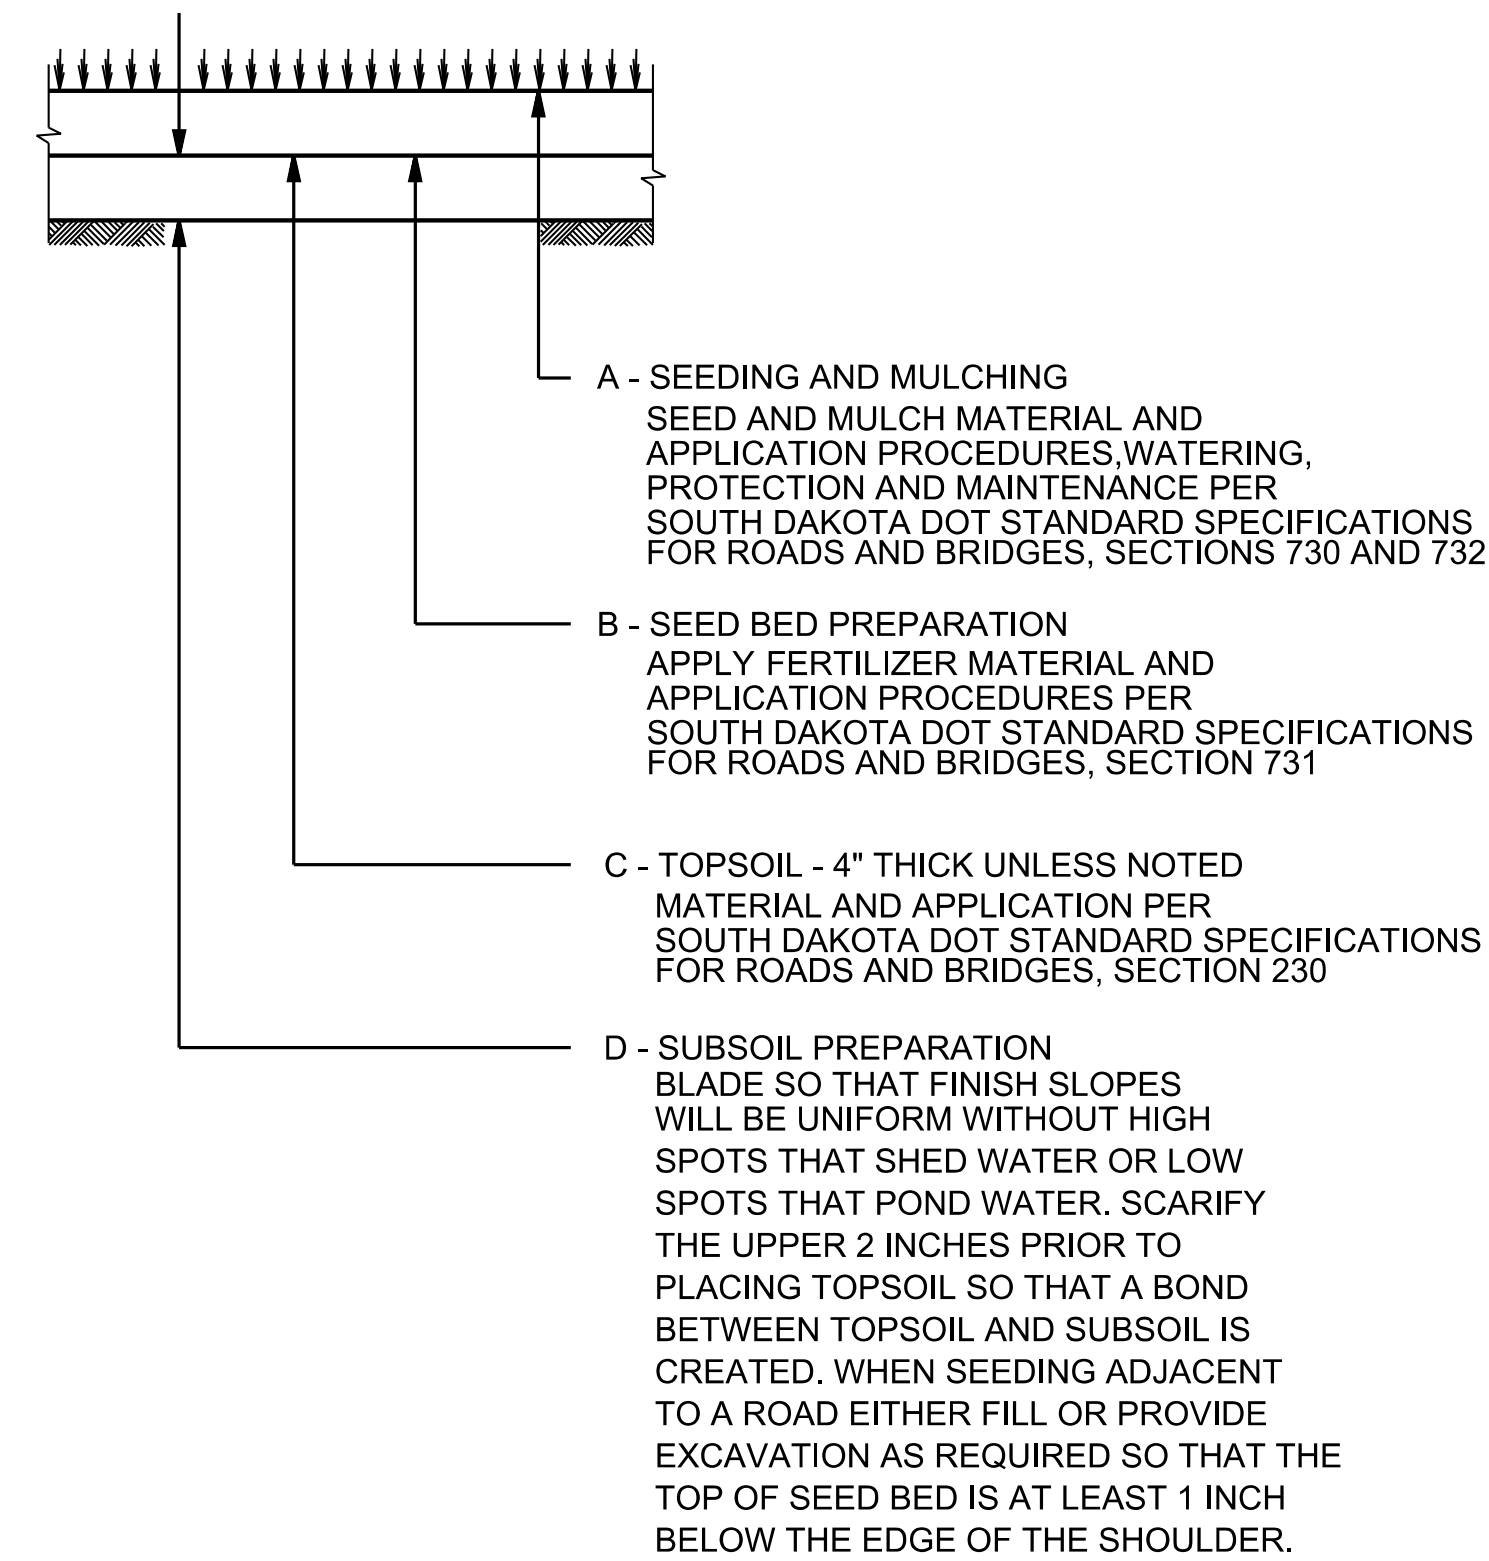 A - SEEDING AND MULCHING
SEED AND MULCH MATERIAL AND
APPLICATION PROCEDURES,WATERING,
PROTECTION AND MAINTENANCE PER
SOUTH DAKOTA DOT STANDARD SPECIFICATIONS
FOR ROADS AND BRIDGES, SECTIONS 730 AND 732
B - SEED BED PREPARATION
APPLY FERTILIZER MATERIAL AND
APPLICATION PROCEDURES PER
SOUTH DAKOTA DOT STANDARD SPECIFICATIONS
FOR ROADS AND BRIDGES, SECTION 731
C - TOPSOIL - 4" THICK UNLESS NOTED
MATERIAL AND APPLICATION PER
SOUTH DAKOTA DOT STANDARD SPECIFICATIONS
FOR ROADS AND BRIDGES, SECTION 230
D - SUBSOIL PREPARATION
BLADE SO THAT FINISH SLOPES
WILL BE UNIFORM WITHOUT HIGH
SPOTS THAT SHED WATER OR LOW
SPOTS THAT POND WATER. SCARIFY
THE UPPER 2 INCHES PRIOR TO
PLACING TOPSOIL SO THAT A BOND
BETWEEN TOPSOIL AND SUBSOIL IS
CREATED. WHEN SEEDING ADJACENT
TO A ROAD EITHER FILL OR PROVIDE
EXCAVATION AS REQUIRED SO THAT THE
TOP OF SEED BED IS AT LEAST 1 INCH
BELOW THE EDGE OF THE SHOULDER.